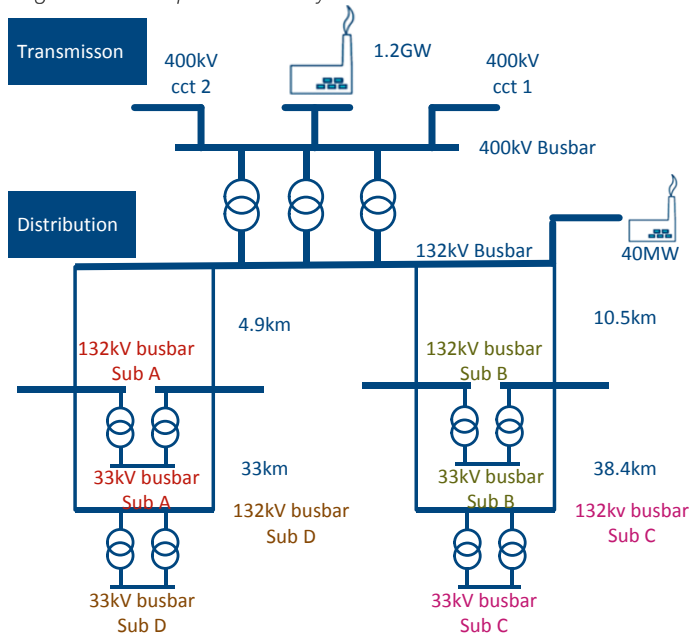 Transmisson
400kV
cct 2
1.2GW
400kV
cct 1
400kV Busbar
Distribution
132kV Busbar
40MW
4.9km
10.5km
132kV busbar
Sub A
132kV busbar
Sub B
33kV busbar
Sub A
33km
33kV busbar
Sub B
38.4km
132kV busbar
Sub D
132kv busbar
Sub C
33kV busbar
Sub D
33kV busbar
Sub C